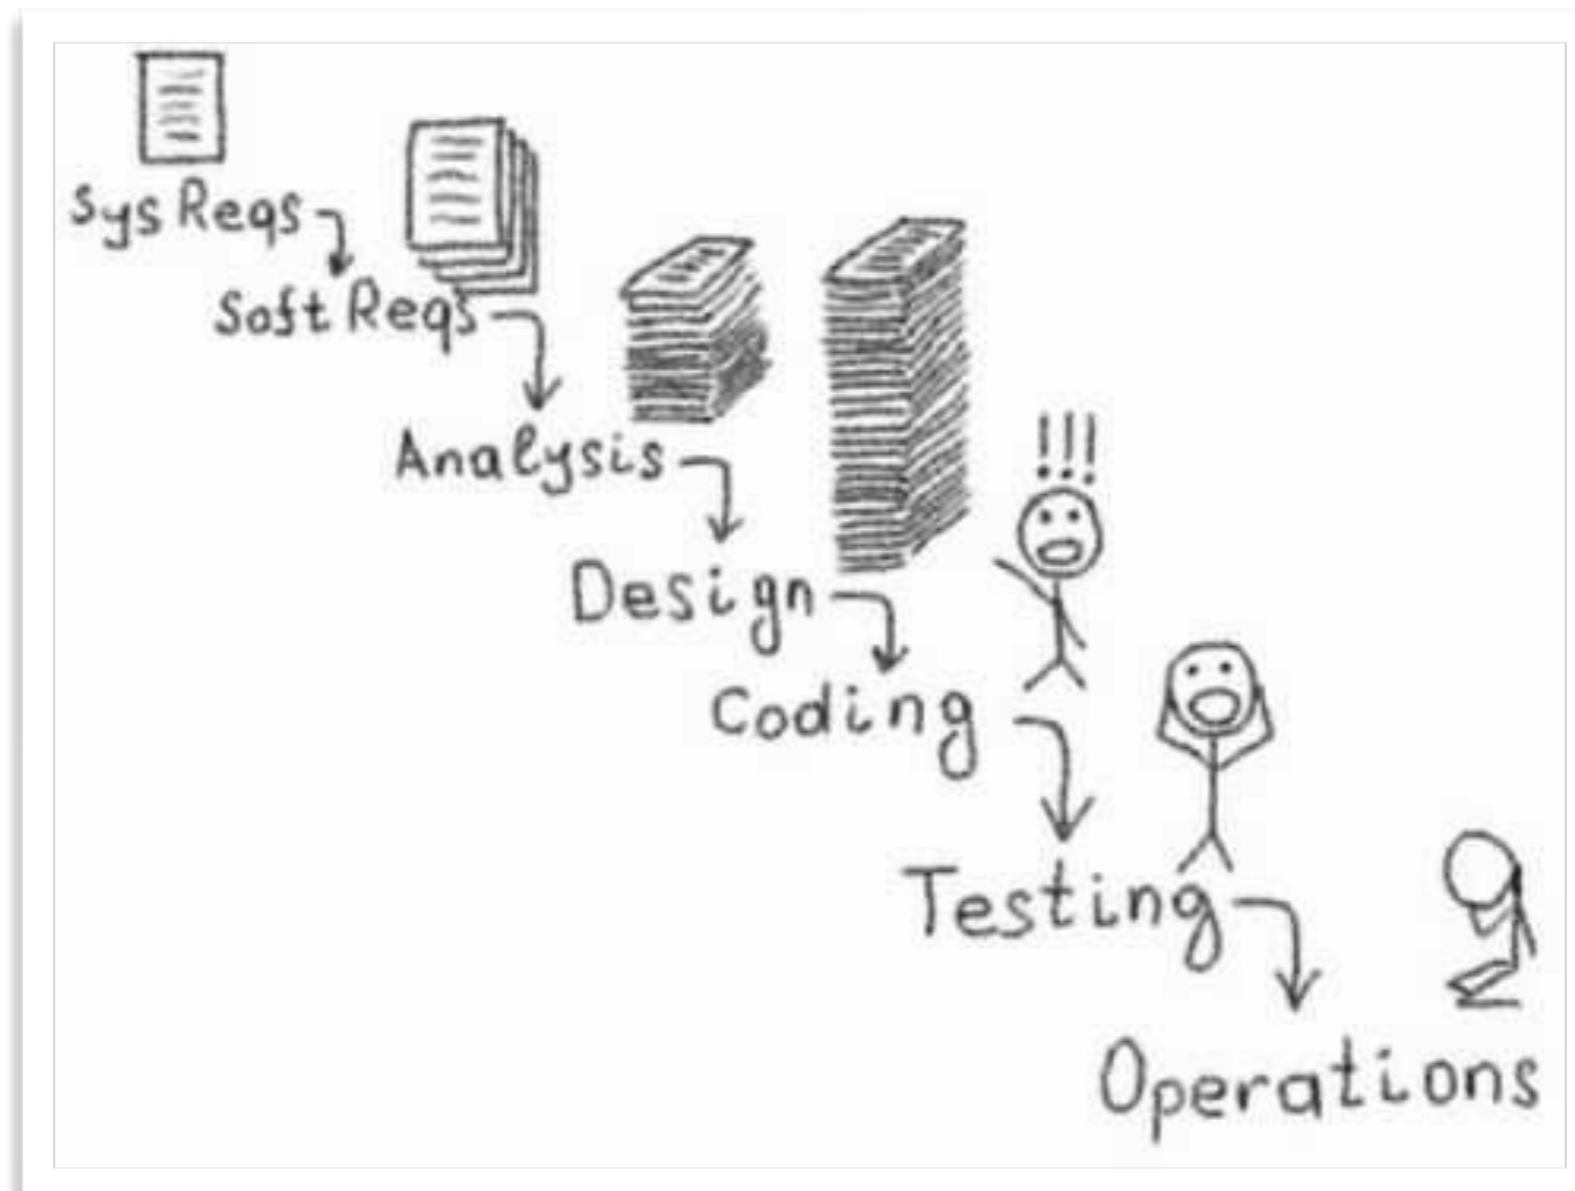 Sys Reqs
Soft Reqs
Analysis
!!!
Design
Coding
Testing
Operations